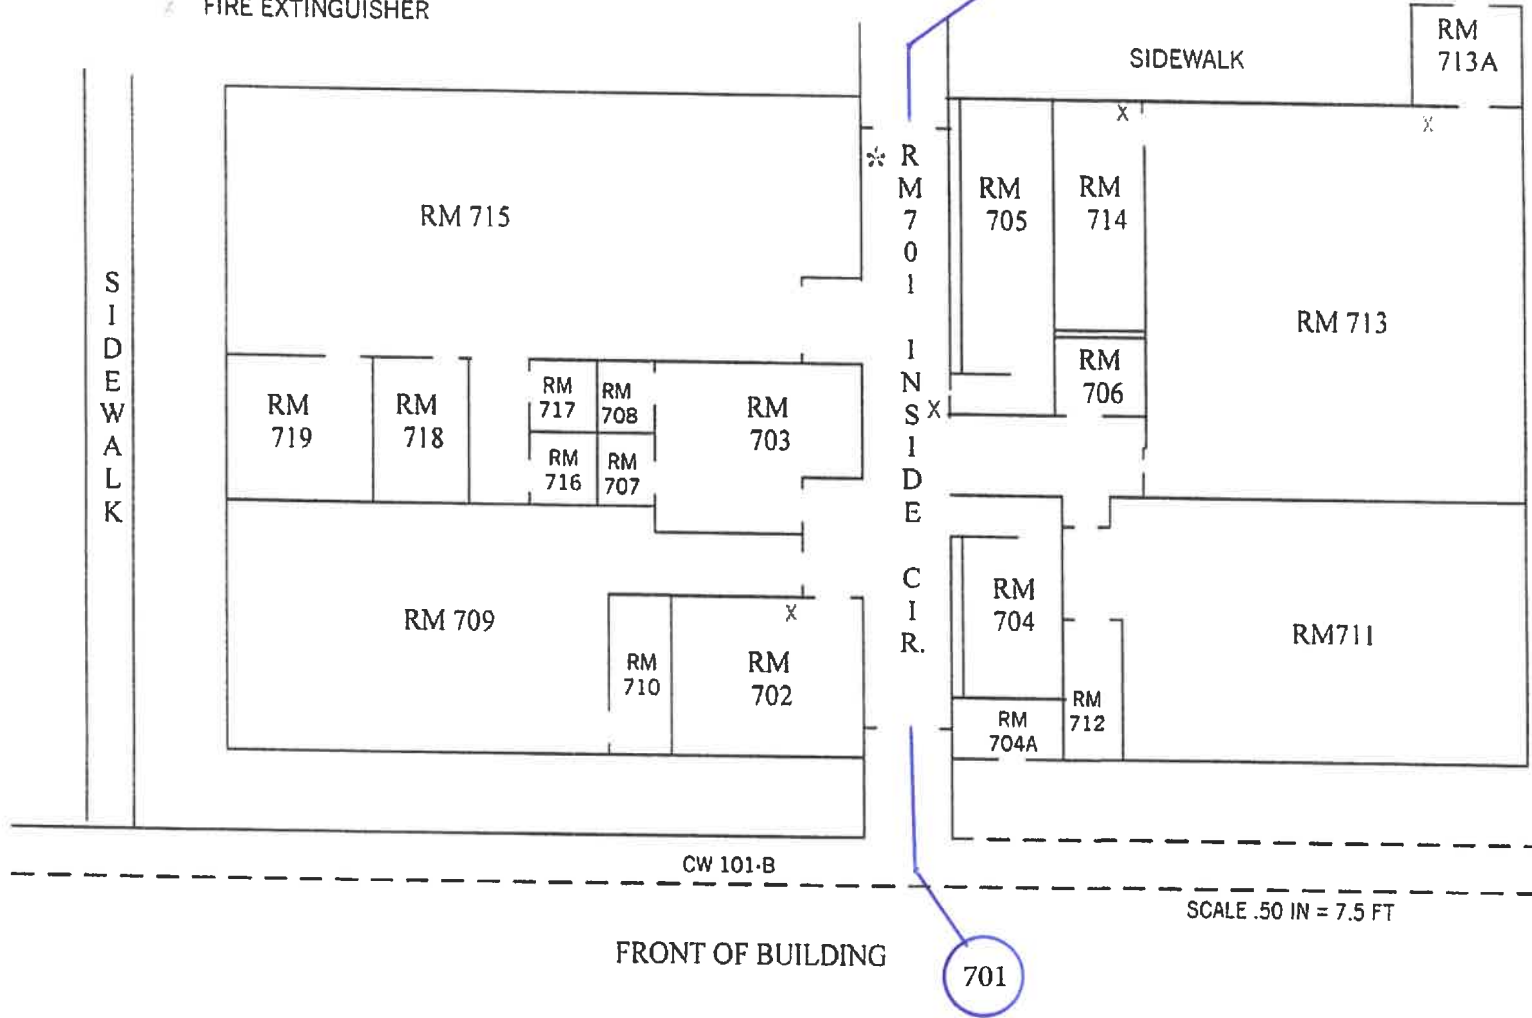 FIRE EXTINGUISHER
SIDEWALK
RM
713A
X
X
*
RM701 INSIDE CIR.
RM
705
RM
714
RM 715
SIDEWALK
RM 713
RM
706
RM
719
RM
718
RM
717
RM
708
RM
703
X
RM
716
RM
707
RM 709
X
RM
704
RM711
RM
710
RM
702
RM
712
RM
704A
CW 101-B
SCALE .50 IN = 7.5 FT
FRONT OF BUILDING
701